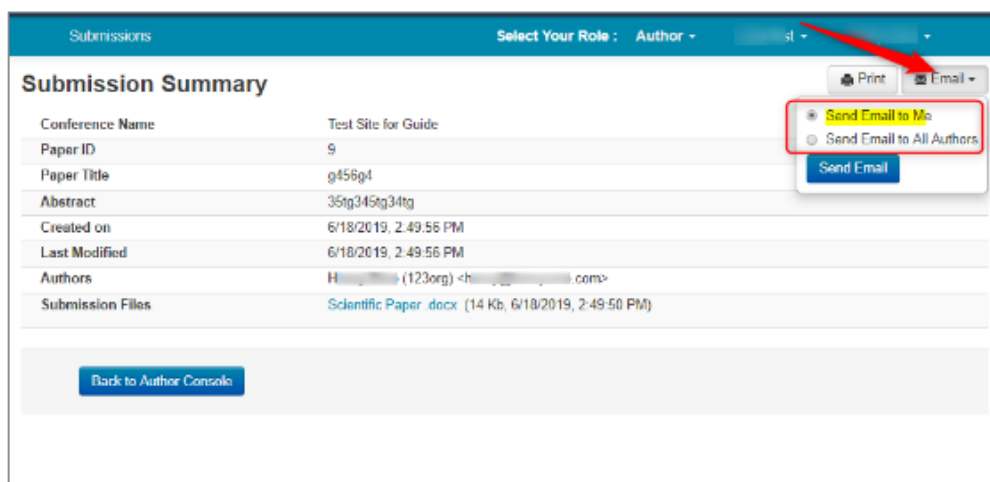 Submissions Select Your Role : Author
Submission Summary
Print Email
Send Email to Me
Send Email to All Authors
Send Email
Conference Name Test Site for Guide
Paper ID 9
Paper Title g456g4
Abstract 35tg345tg34tg
Created on 6/18/2019, 2:49:56 PM
Last Modified 6/18/2019, 2:49:56 PM
Authors H (123org) <h .com>
Submission Files Scientific Paper .docx (14 Kb, 6/18/2019, 2:49:50 PM)
Back to Author Console